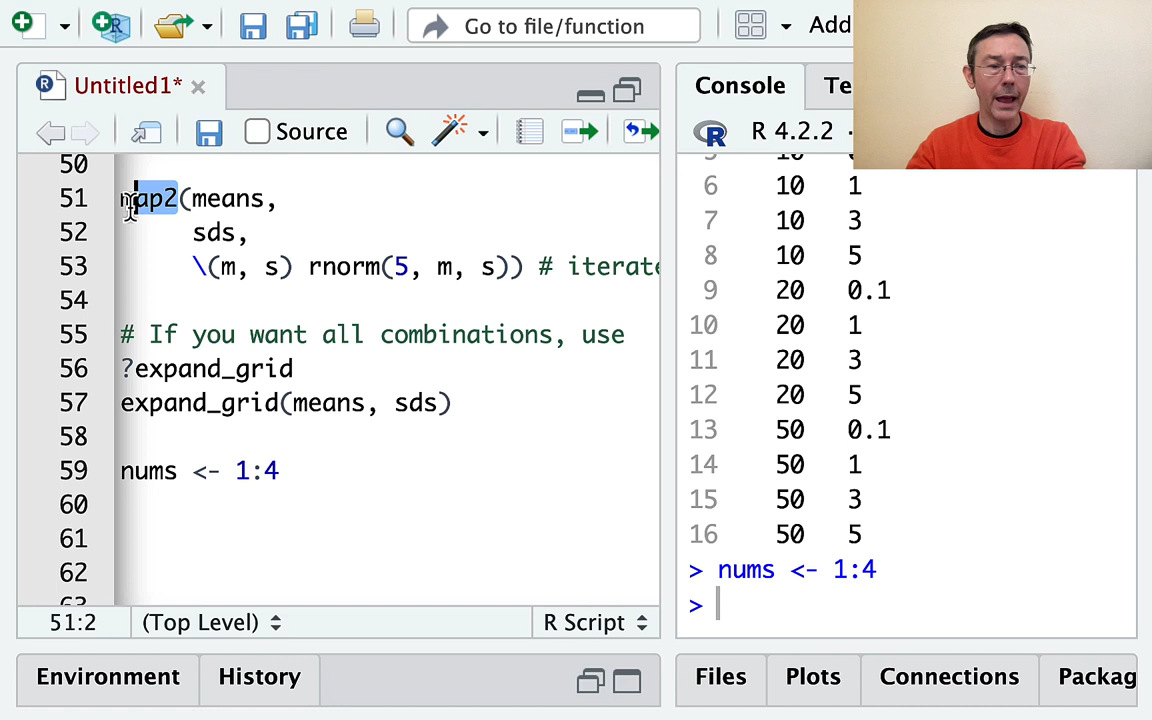 Go to file/function
Add
Untitled1*
Source
50
51 map2(means,
52 sds,
53 \(m, s) rnorm(5, m, s)) # iterate
54
55 # If you want all combinations, use
56 ?expand_grid
57 expand_grid(means, sds)
58
59 nums <- 1:4
60
61
62
63
51:2
(Top Level)
R Script
Environment
History
Console
Te
R 4.2.2 ·
6 10 1
7 10 3
8 10 5
9 20 0.1
10 20 1
11 20 3
12 20 5
13 50 0.1
14 50 1
15 50 3
16 50 5
> nums <- 1:4
>
Files
Plots
Connections
Packag